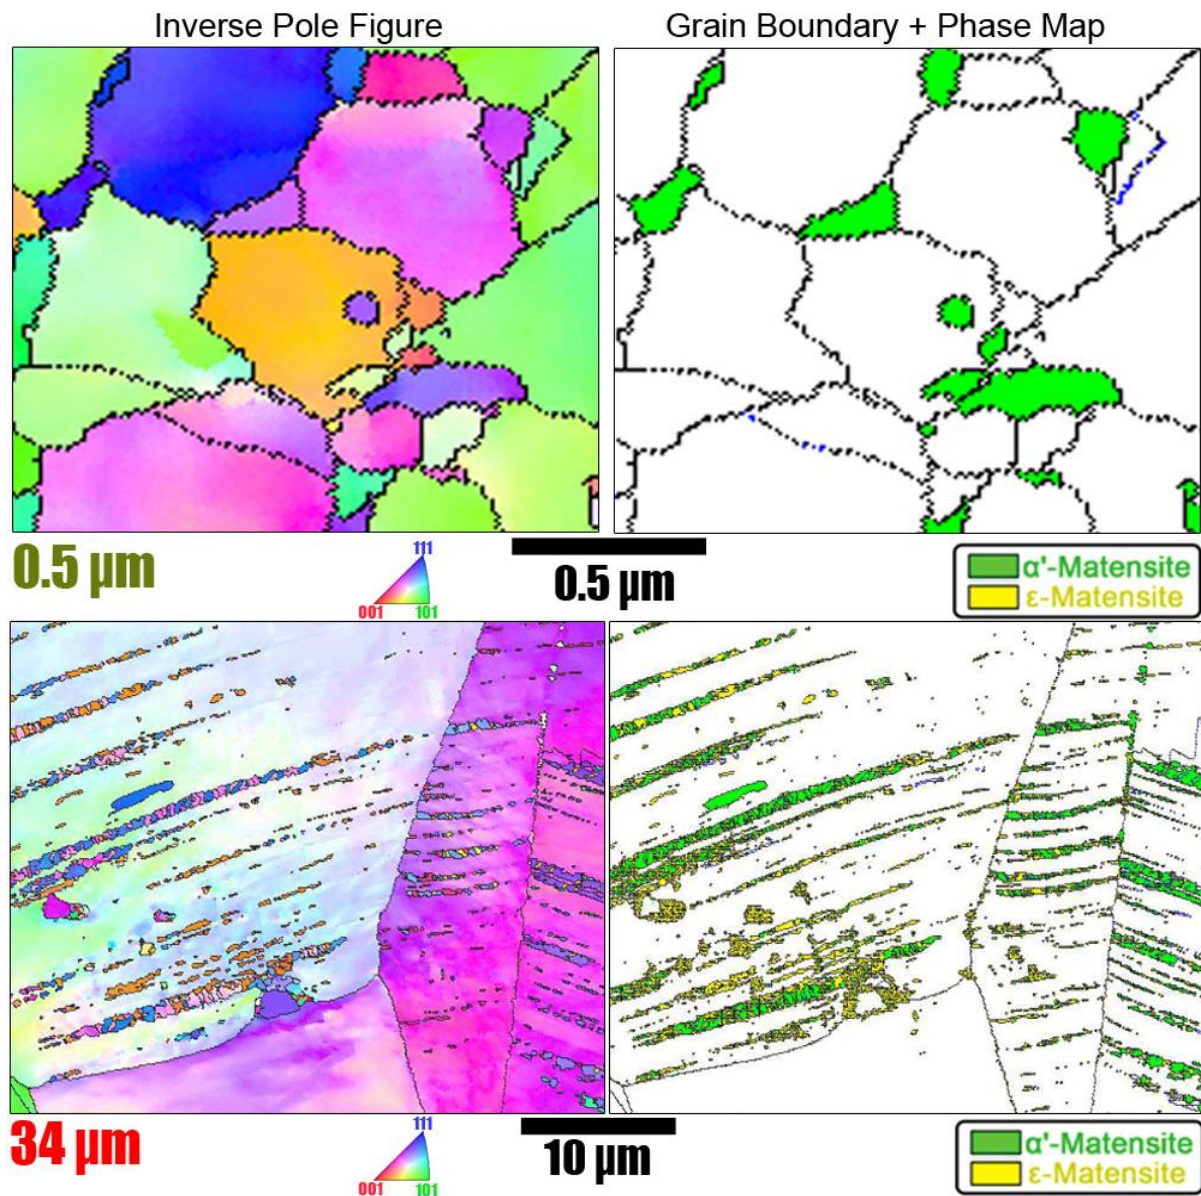 Inverse Pole Figure
Grain Boundary + Phase Map
0.5 µm
111
001 101
0.5 µm
α'-Matensite
ε-Matensite
34 µm
111
001 101
10 µm
α'-Matensite
ε-Matensite